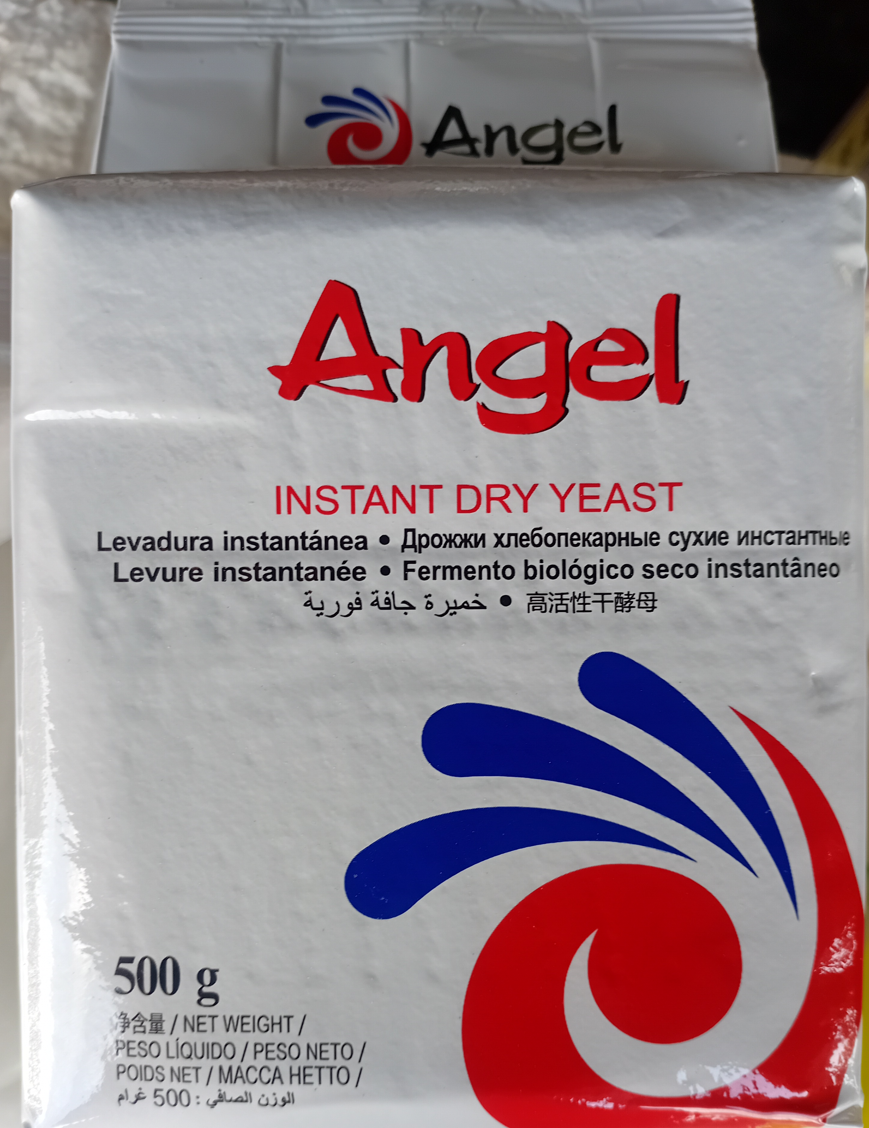 Angel
Angel
INSTANT DRY YEAST
Levadura instantánea • Дрожжи хлебопекарные сухие инстантные
Levure instantanée • Fermento biológico seco instantâneo
خميرة جافة فورية • 高活性干酵母
500 g
净含量 / NET WEIGHT /
PESO LÍQUIDO / PESO NETO /
POIDS NET / МАССА НЕТТО /
الوزن الصافي : 500 غرام